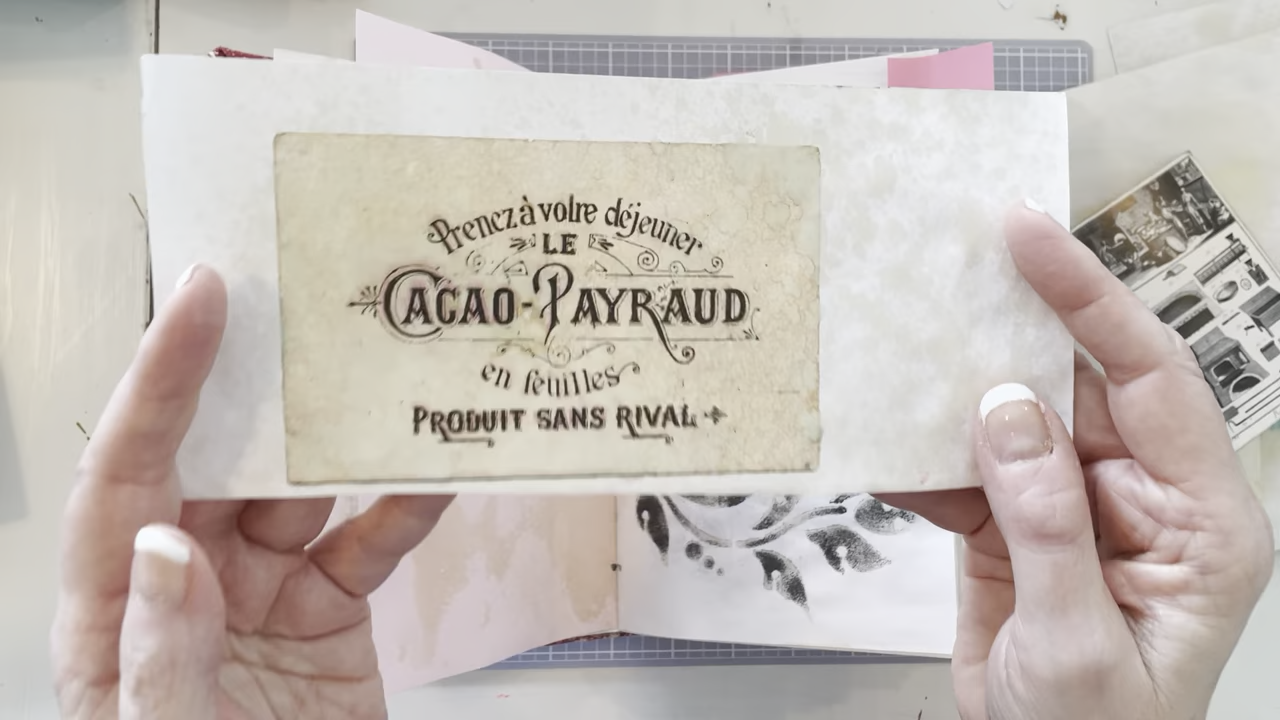 Prenez à votre déjeuner
LE
CACAO-PAYRAUD
en feuilles
PRODUIT SANS RIVAL